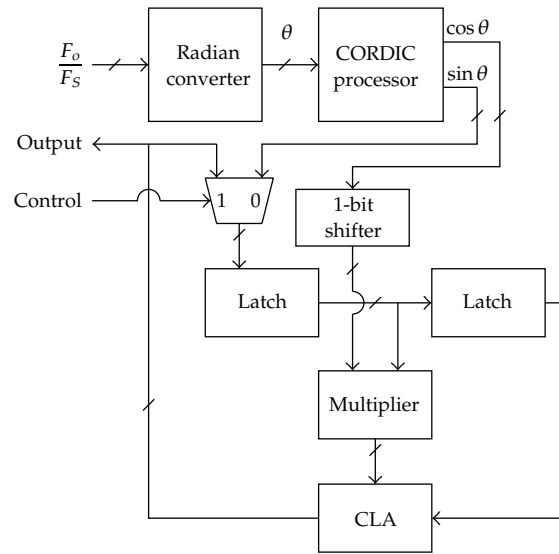 F_o
F_S
Radian
converter
θ
CORDIC
processor
cos θ
sin θ
Output
Control
1 0
1-bit
shifter
Latch
Latch
Multiplier
CLA